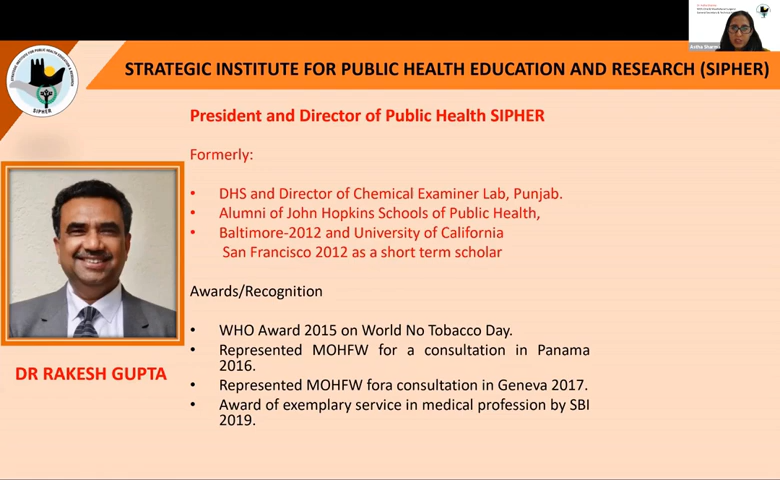 STRATEGIC INSTITUTE FOR PUBLIC HEALTH EDUCATION AND RESEARCH (SIPHER)
SIPHER
Astha Sharma
President and Director of Public Health SIPHER
Formerly:
• DHS and Director of Chemical Examiner Lab, Punjab.
• Alumni of John Hopkins Schools of Public Health,
• Baltimore-2012 and University of California
San Francisco 2012 as a short term scholar
Awards/Recognition
• WHO Award 2015 on World No Tobacco Day.
• Represented MOHFW for a consultation in Panama
2016.
• Represented MOHFW fora consultation in Geneva 2017.
• Award of exemplary service in medical profession by SBI
2019.
DR RAKESH GUPTA